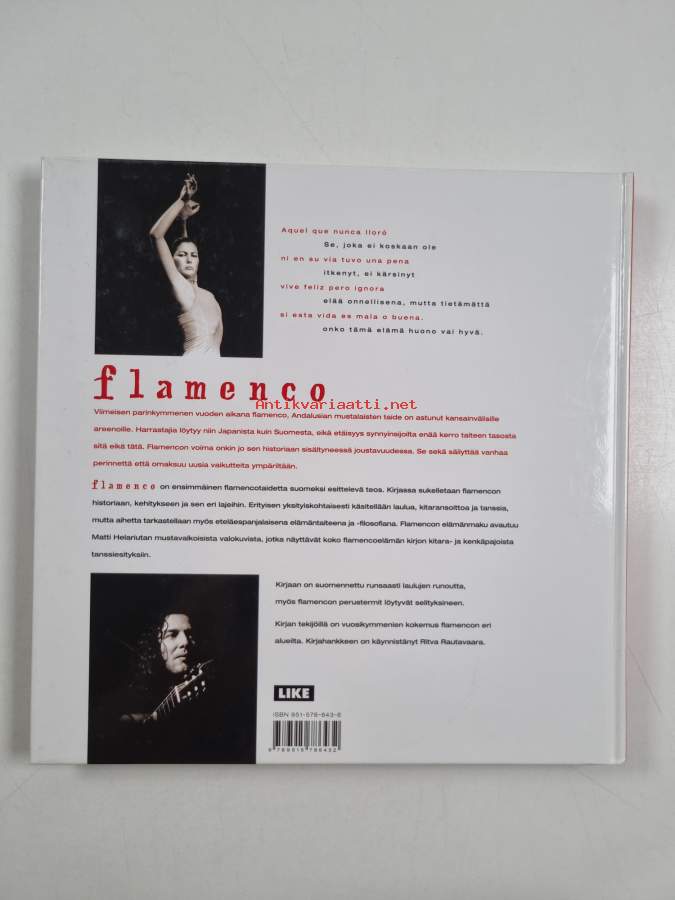 Aquel que nunca lloró
Se, joka ei koskaan ole
ni en su via tuvo una pena
itkenyt, ei kärsinyt
vive feliz pero ignora
elää onnellisena, mutta tietämättä
si esta vida es mala o buena.
onko tämä elämä huono vai hyvä.
flamenco
Antikvariaatti.net
Viimeisen parinkymmenen vuoden aikana flamenco, Andalusian mustalaisten taide on astunut kansainvälisille
areenoille. Harrastajia löytyy niin Japanista kuin Suomesta, eikä etäisyys synnyinsijoilta enää kerro taiteen tasosta
sitä eikä tätä. Flamencon voima onkin jo sen historiaan sisältyneessä joustavuudessa. Se sekä säilyttää vanhaa
perinnettä että omaksuu uusia vaikutteita ympäriltään.
flamenco on ensimmäinen flamencotaidetta suomeksi esittelevä teos. Kirjassa sukelletaan flamencon
historiaan, kehitykseen ja sen eri lajeihin. Erityisen yksityiskohtaisesti käsitellään laulua, kitaransoittoa ja tanssia,
mutta aihetta tarkastellaan myös eteläespanjalaisena elämäntaiteena ja -filosofiana. Flamencon elämänmaku avautuu
Matti Helariutan mustavalkoisista valokuvista, jotka näyttävät koko flamencoelämän kirjon kitara- ja kenkäpajoista
tanssiesityksiin.
Kirjaan on suomennettu runsaasti laulujen runoutta,
myös flamencon perustermit löytyvät selityksineen.
Kirjan tekijöillä on vuosikymmenien kokemus flamencon eri
alueilta. Kirjahankkeen on käynnistänyt Ritva Rautavaara.
LIKE
ISBN 951-578-643-6